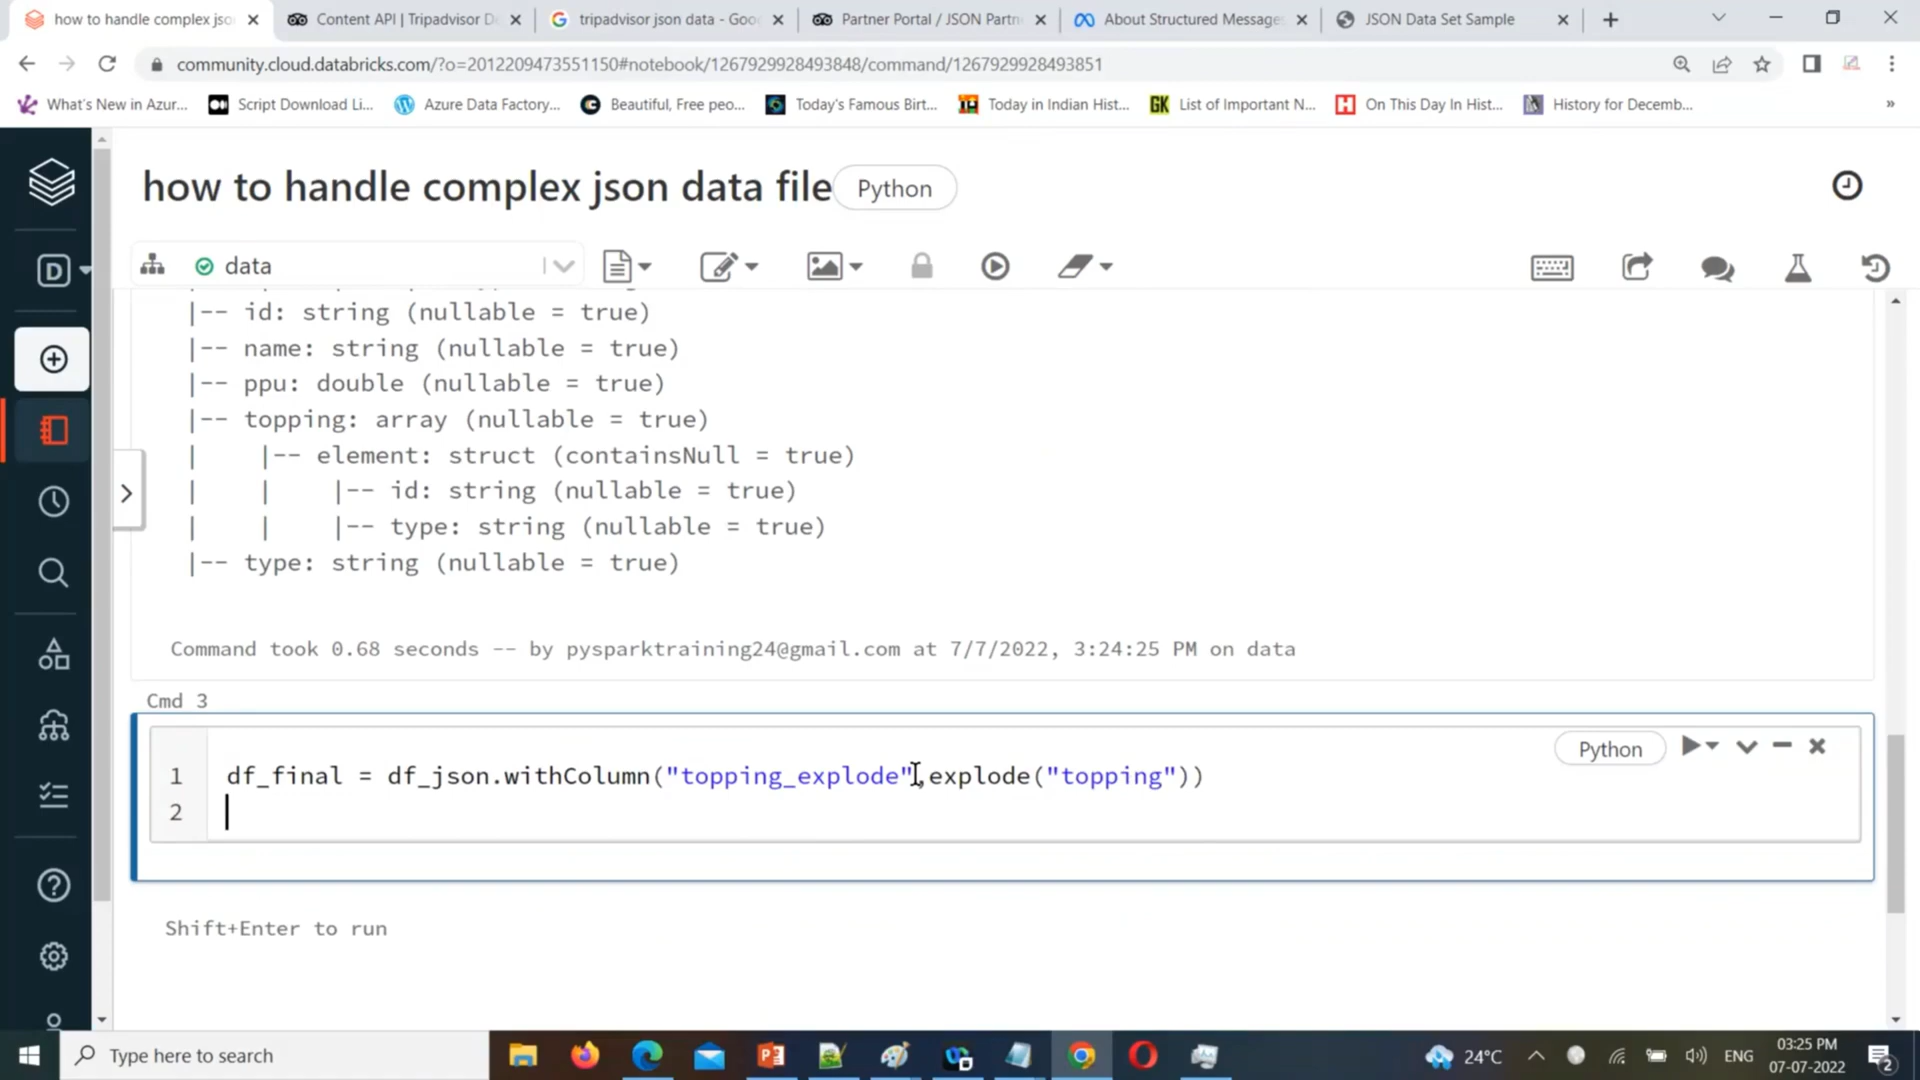 how to handle complex jso
Content API | Tripadvisor D
tripadvisor json data - Goo
Partner Portal / JSON Partn
About Structured Messages
JSON Data Set Sample
community.cloud.databricks.com/?o=2012209473551150#notebook/1267929928493848/command/1267929928493851
What's New in Azur...
Script Download Li...
Azure Data Factory...
Beautiful, Free peo...
Today's Famous Birt...
Today in Indian Hist...
GK List of Important N...
On This Day In Hist...
History for Decemb...
»
how to handle complex json data file Python
D
data
|-- id: string (nullable = true)
|-- name: string (nullable = true)
|-- ppu: double (nullable = true)
|-- topping: array (nullable = true)
| |-- element: struct (containsNull = true)
| | |-- id: string (nullable = true)
| | |-- type: string (nullable = true)
|-- type: string (nullable = true)
Command took 0.68 seconds -- by pysparktraining24@gmail.com at 7/7/2022, 3:24:25 PM on data
Cmd 3
Python
1 df_final = df_json.withColumn("topping_explode",explode("topping"))
2
Shift+Enter to run
Type here to search
24°C
ENG
03:25 PM
07-07-2022
2